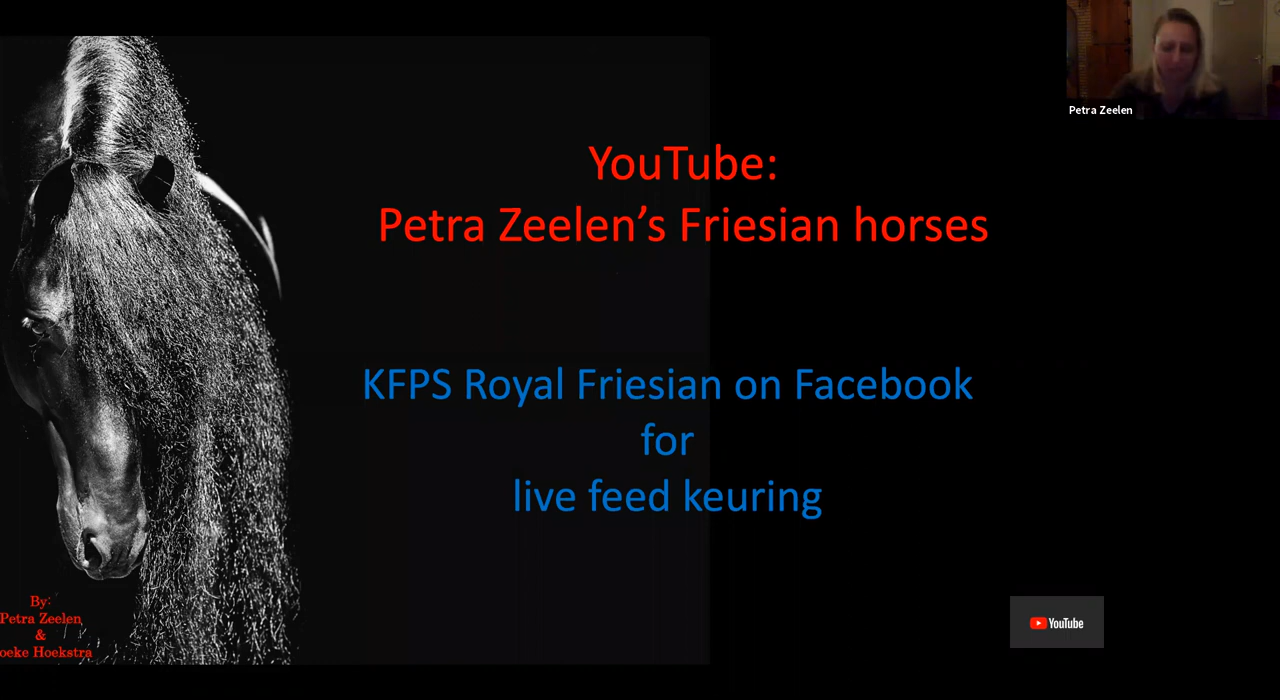 Petra Zeelen
YouTube:
Petra Zeelen’s Friesian horses
KFPS Royal Friesian on Facebook
for
live feed keuring
By:
Petra Zeelen
&
oeke Hoekstra
YouTube